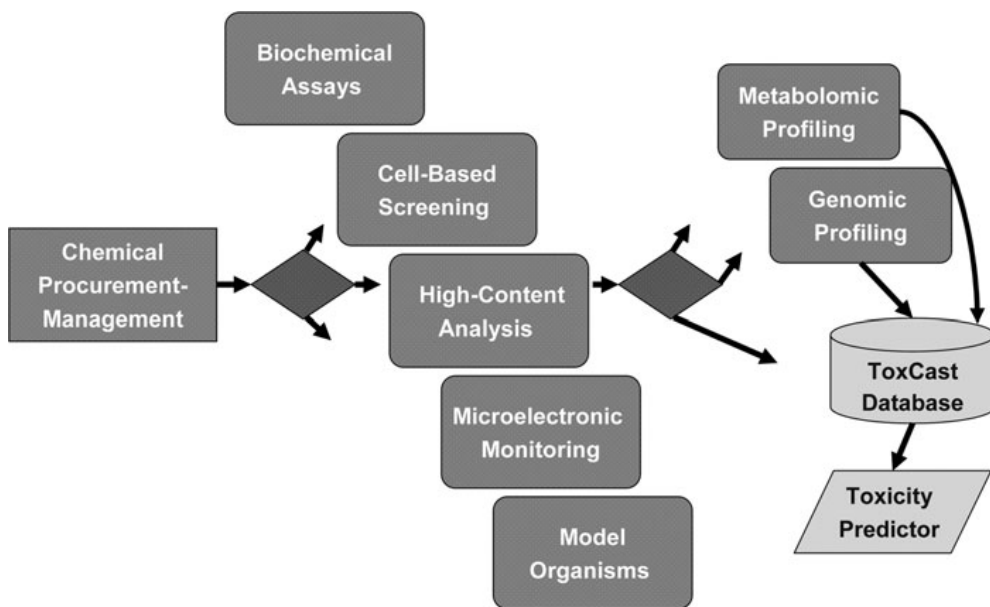 Biochemical
Assays
Cell-Based
Screening
Chemical
Procurement-
Management
High-Content
Analysis
Microelectronic
Monitoring
Model
Organisms
Metabolomic
Profiling
Genomic
Profiling
ToxCast
Database
Toxicity
Predictor